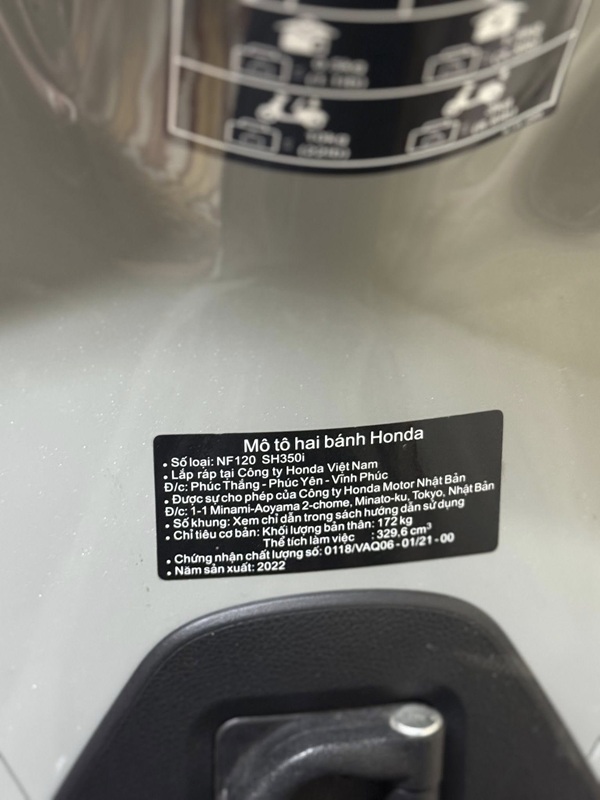 Mô tô hai bánh Honda
• Số loại: NF120 SH350i
• Lắp ráp tại Công ty Honda Việt Nam
Đ/c: Phúc Thắng - Phúc Yên - Vĩnh Phúc
• Được sự cho phép của Công ty Honda Motor Nhật Bản
Đ/c: 1-1 Minami-Aoyama 2-chome, Minato-ku, Tokyo, Nhật Bản
• Số khung: Xem chỉ dẫn trong sách hướng dẫn sử dụng
• Chỉ tiêu cơ bản: Khối lượng bản thân: 172 kg
Thể tích làm việc : 329,6 cm³
• Chứng nhận chất lượng số: 0118/VAQ06 - 01/21 - 00
• Năm sản xuất: 2022